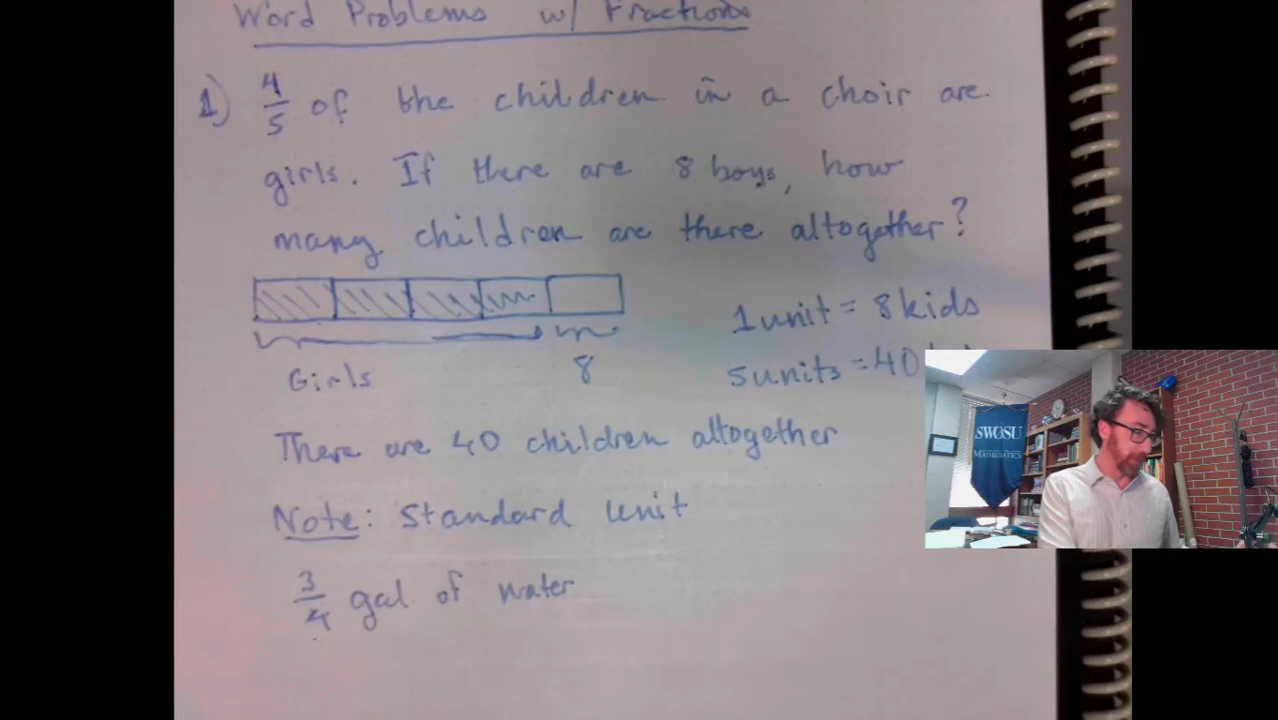 Word Problems w/ Fractions
1) 4/5 of the children in a choir are
girls. If there are 8 boys, how
many children are there altogether?
1 unit = 8 kids
5 units = 40
Girls
8
There are 40 children altogether
Note: Standard unit
3/4 gal of water
SWOSU
MATHEMATICS